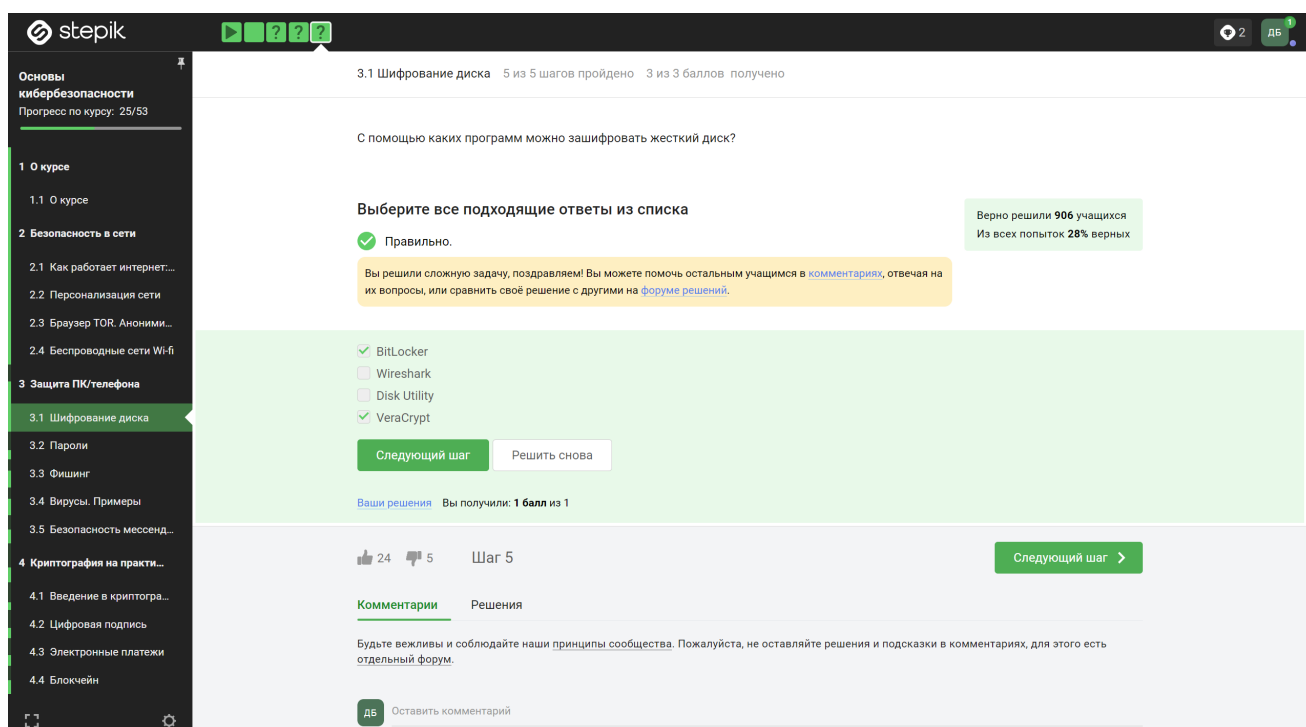 stepik
? ? ?
2
ДБ
1
Основы
кибербезопасности
Прогресс по курсу: 25/53
1 О курсе
1.1 О курсе
2 Безопасность в сети
2.1 Как работает интернет:...
2.2 Персонализация сети
2.3 Браузер TOR. Аноними...
2.4 Беспроводные сети Wi-fi
3 Защита ПК/телефона
3.1 Шифрование диска
3.2 Пароли
3.3 Фишинг
3.4 Вирусы. Примеры
3.5 Безопасность мессенд...
4 Криптография на практи...
4.1 Введение в криптогра...
4.2 Цифровая подпись
4.3 Электронные платежи
4.4 Блокчейн
3.1 Шифрование диска 5 из 5 шагов пройдено 3 из 3 баллов получено
С помощью каких программ можно зашифровать жесткий диск?
Выберите все подходящие ответы из списка
Верно решили 906 учащихся
Из всех попыток 28% верных
Правильно.
Вы решили сложную задачу, поздравляем! Вы можете помочь остальным учащимся в комментариях, отвечая на
их вопросы, или сравнить своё решение с другими на форуме решений.
BitLocker
Wireshark
Disk Utility
VeraCrypt
Следующий шаг Решить снова
Ваши решения Вы получили: 1 балл из 1
24 5 Шаг 5 Следующий шаг
Комментарии Решения
Будьте вежливы и соблюдайте наши принципы сообщества. Пожалуйста, не оставляйте решения и подсказки в комментариях, для этого есть
отдельный форум.
ДБ Оставить комментарий